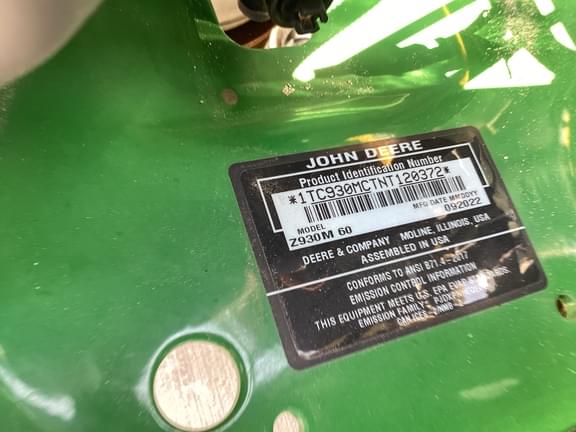 JOHN DEERE
Product Identification Number
*1TC930MCTNT120372*
MODEL
Z930M 60
MFG DATE MMDDYY
092022
DEERE & COMPANY MOLINE, ILLINOIS, USA
ASSEMBLED IN USA
CONFORMS TO ANSI B71.4 - 2017
EMISSION CONTROL INFORMATION
THIS EQUIPMENT MEETS U.S. EPA EVAP
EMISSION FAMILY: